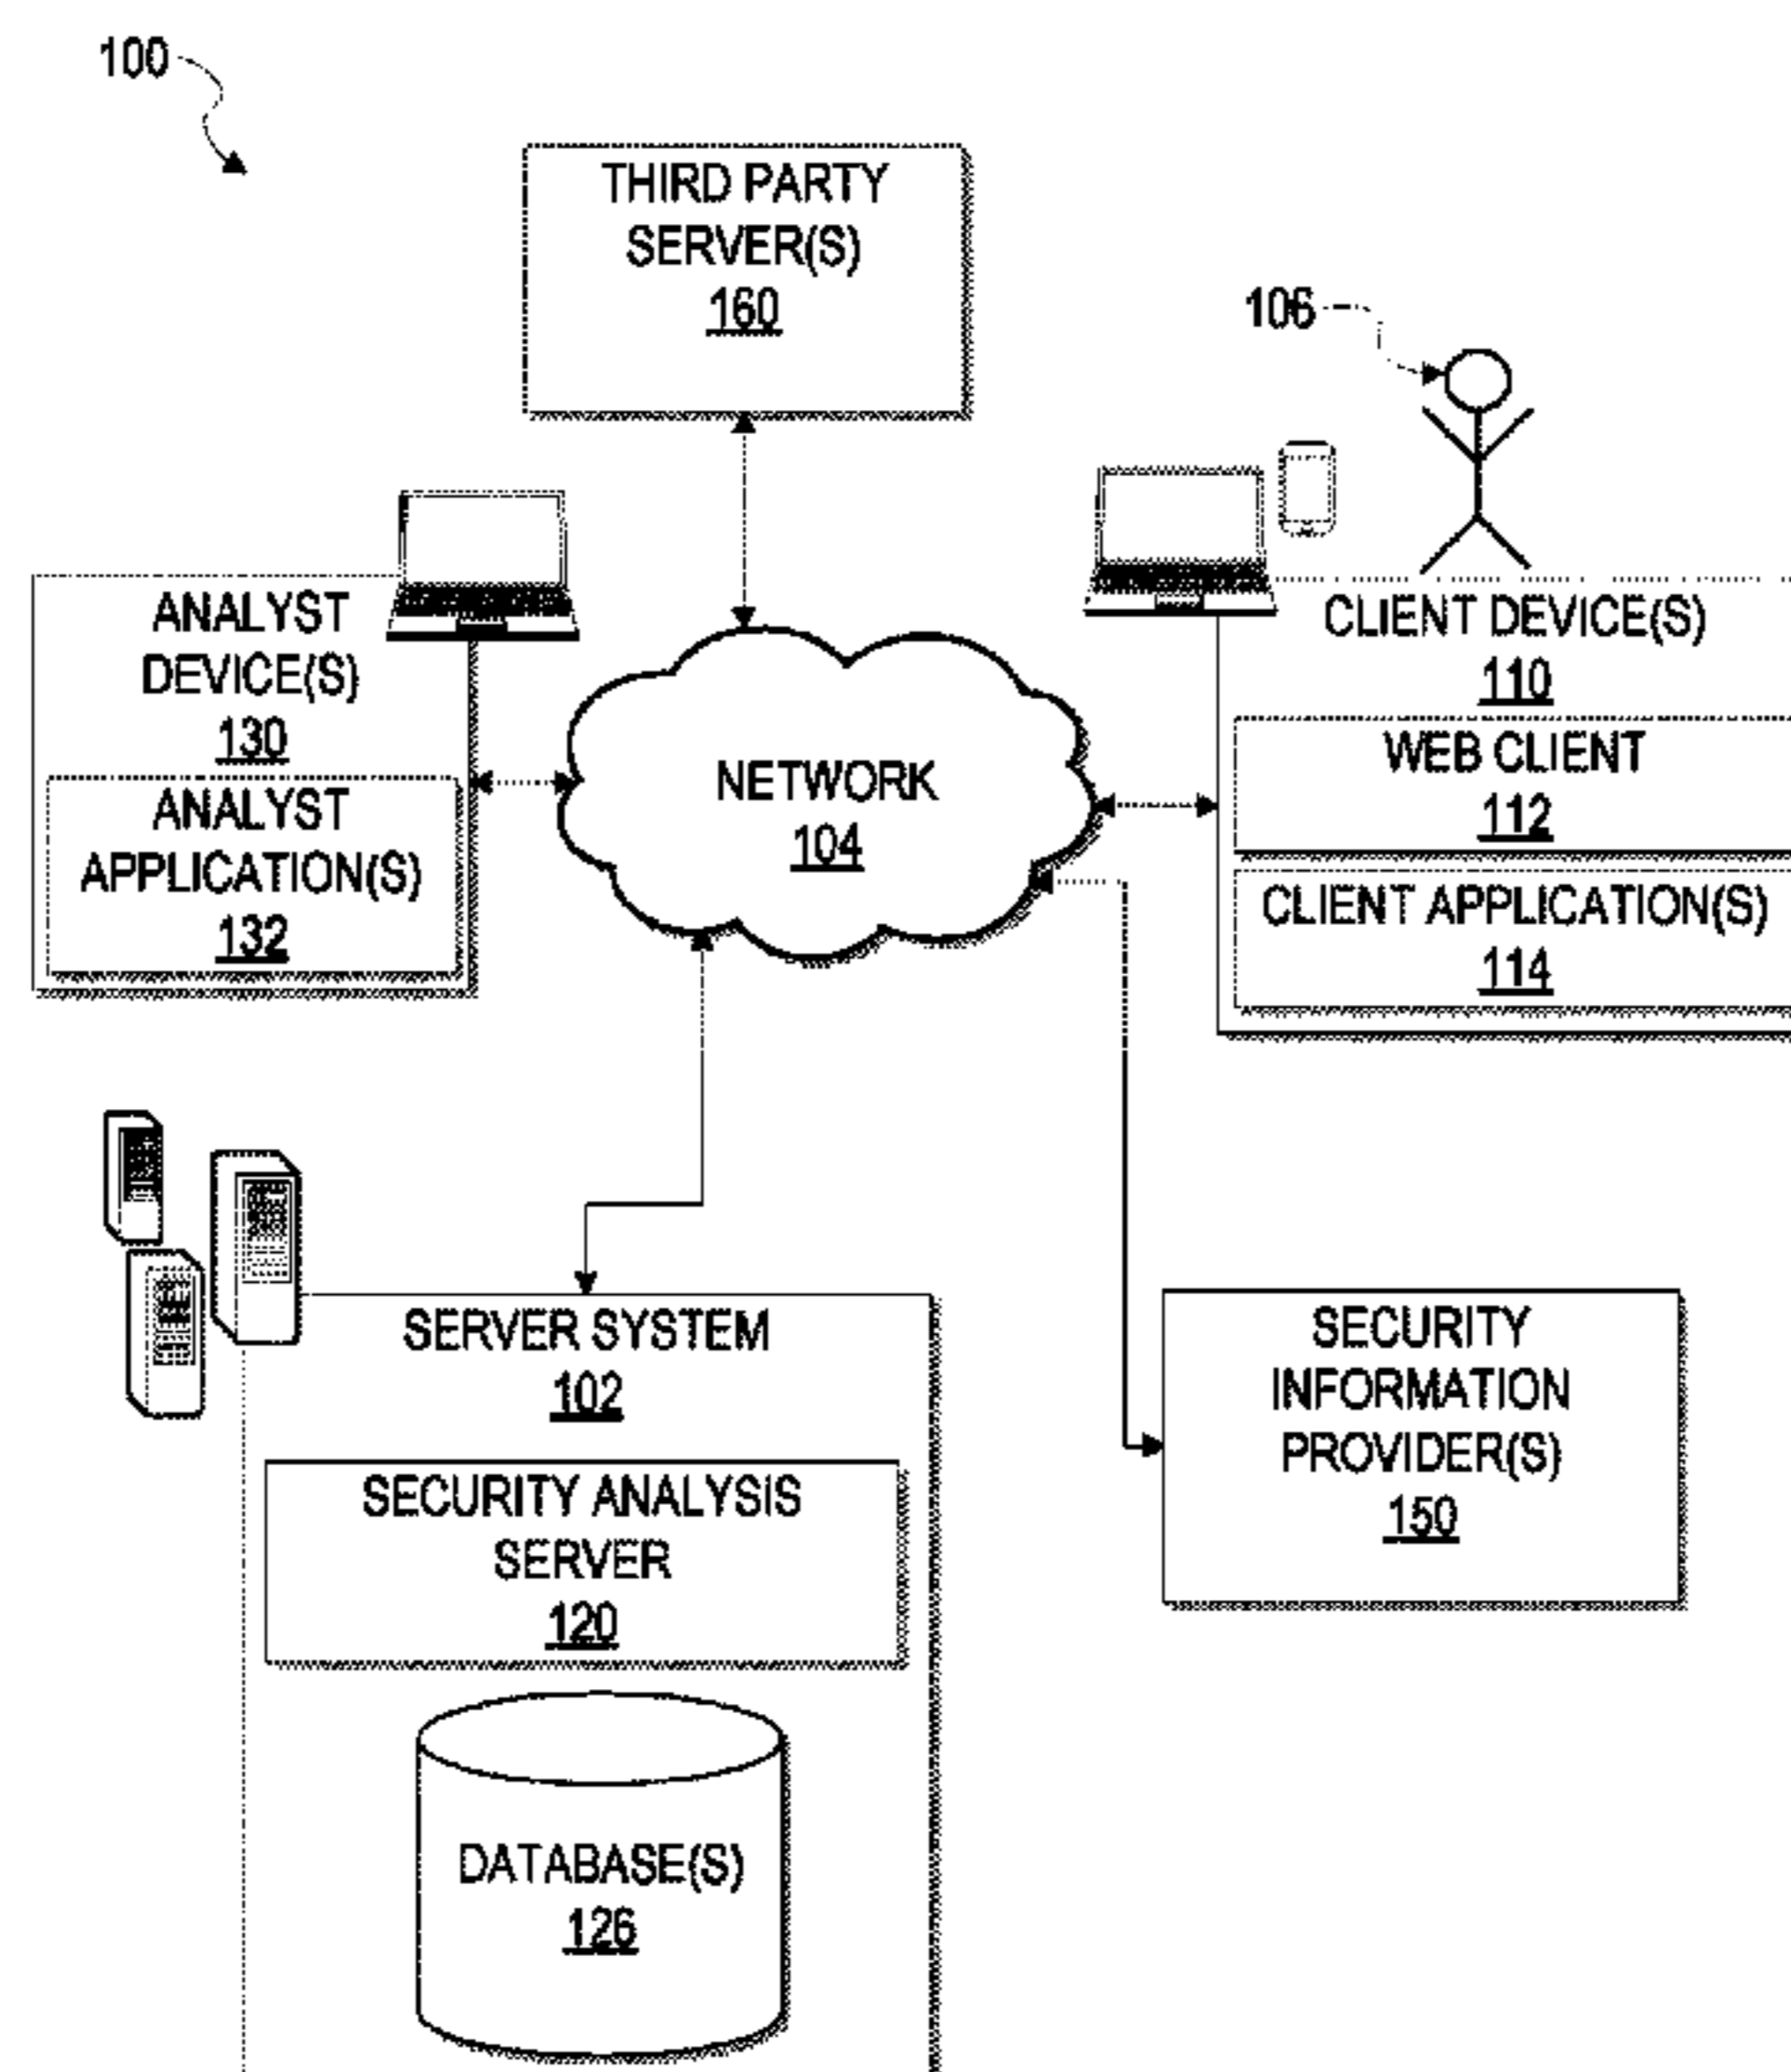 100
THIRD PARTY
SERVER(S)
160
106
ANALYST
DEVICE(S)
130
ANALYST
APPLICATION(S)
132
NETWORK
104
CLIENT DEVICE(S)
110
WEB CLIENT
112
CLIENT APPLICATION(S)
114
SERVER SYSTEM
102
SECURITY ANALYSIS
SERVER
120
DATABASE(S)
126
SECURITY
INFORMATION
PROVIDER(S)
150